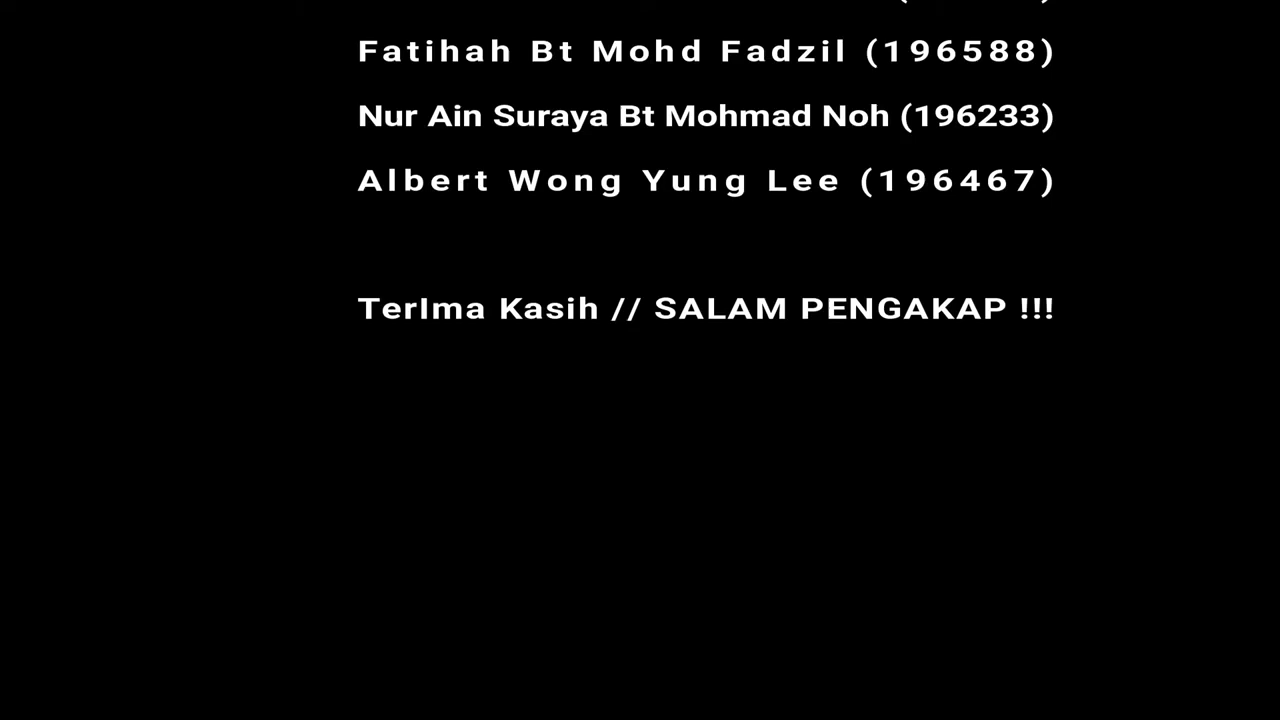 Fatihah Bt Mohd Fadzil (196588)
Nur Ain Suraya Bt Mohmad Noh (196233)
Albert Wong Yung Lee (196467)
TerIma Kasih // SALAM PENGAKAP !!!